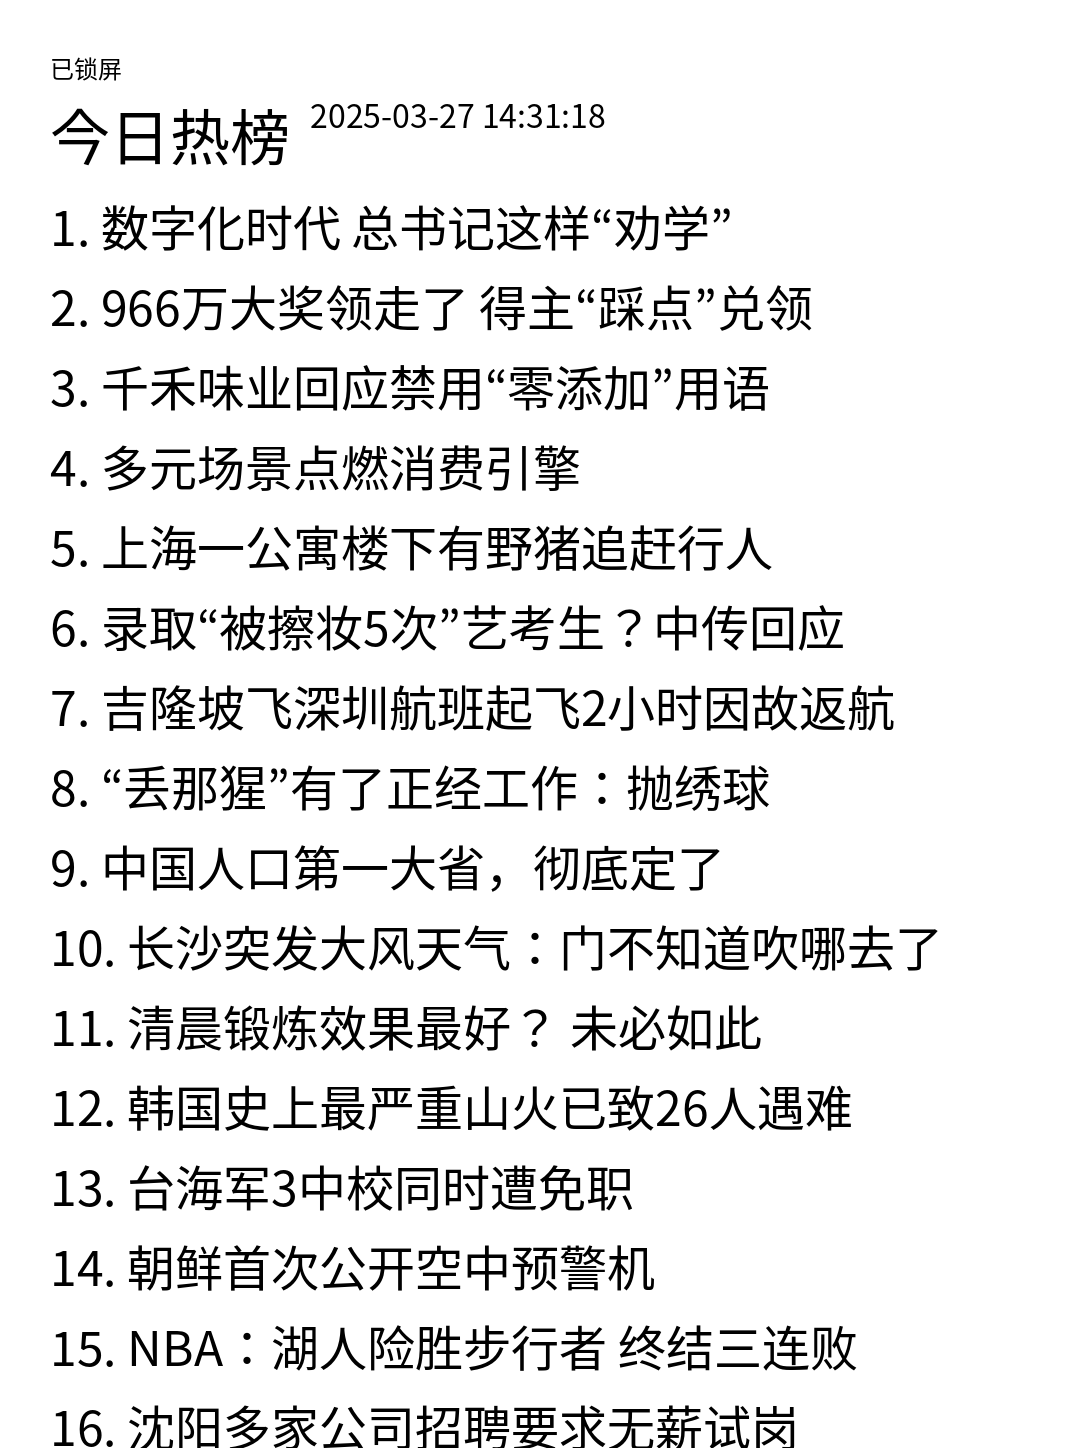 已锁屏
今日热榜 2025-03-27 14:31:18
1. 数字化时代 总书记这样“劝学”
2. 966万大奖领走了 得主“踩点”兑领
3. 千禾味业回应禁用“零添加”用语
4. 多元场景点燃消费引擎
5. 上海一公寓楼下有野猪追赶行人
6. 录取“被擦妆5次”艺考生？中传回应
7. 吉隆坡飞深圳航班起飞2小时因故返航
8. “丢那猩”有了正经工作：抛绣球
9. 中国人口第一大省，彻底定了
10. 长沙突发大风天气：门不知道吹哪去了
11. 清晨锻炼效果最好？ 未必如此
12. 韩国史上最严重山火已致26人遇难
13. 台海军3中校同时遭免职
14. 朝鲜首次公开空中预警机
15. NBA：湖人险胜步行者 终结三连败
16. 沈阳多家公司招聘要求无薪试岗